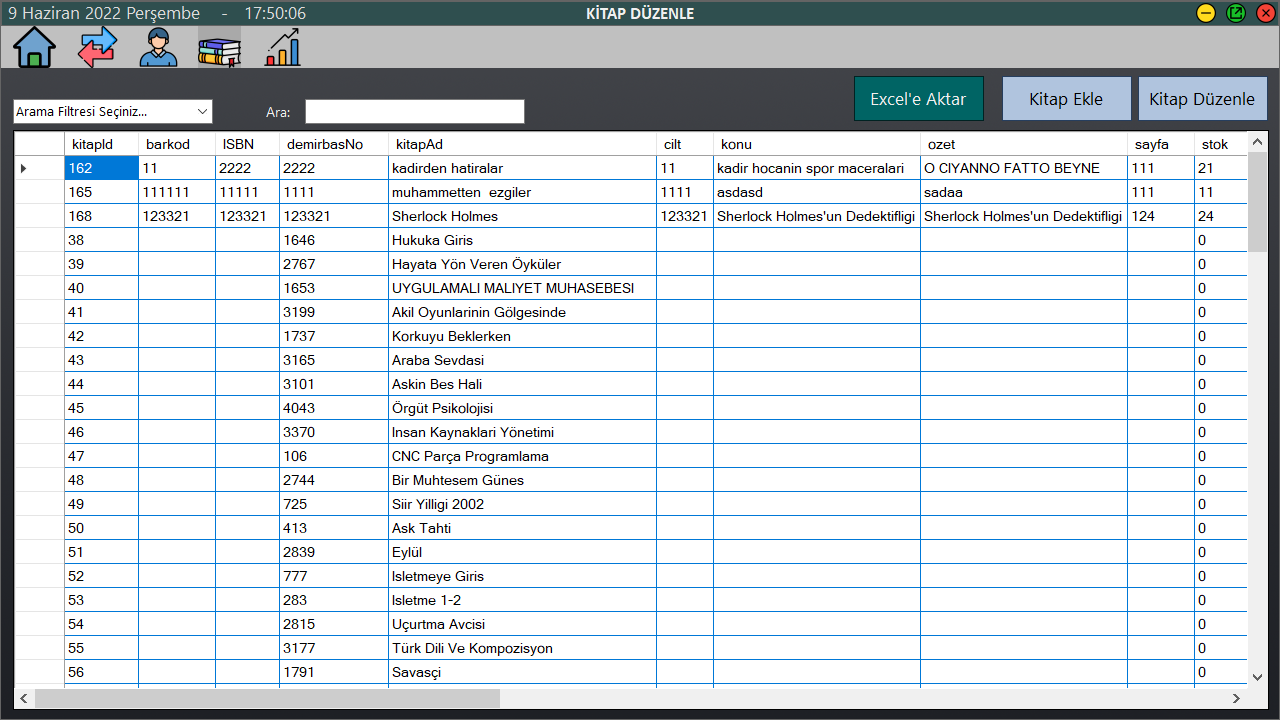 9 Haziran 2022 Perşembe - 17:50:06 KİTAP DÜZENLE
Excel'e Aktar Kitap Ekle Kitap Düzenle
Arama Filtresi Seçiniz... Ara:
kitapId barkod ISBN demirbasNo kitapAd cilt konu ozet sayfa stok
162 11 2222 2222 kadirden hatiralar 11 kadir hocanin spor maceralari O CIYANNO FATTO BEYNE 111 21
165 111111 11111 1111 muhammetten  ezgiler 1111 asdasd sadaa 111 11
168 123321 123321 123321 Sherlock Holmes 123321 Sherlock Holmes'un Dedektifligi Sherlock Holmes'un Dedektifligi 124 24
38 1646 Hukuka Giris 0
39 2767 Hayata Yön Veren Öyküler 0
40 1653 UYGULAMALI MALIYET MUHASEBESI 0
41 3199 Akil Oyunlarinin Gölgesinde 0
42 1737 Korkuyu Beklerken 0
43 3165 Araba Sevdasi 0
44 3101 Askin Bes Hali 0
45 4043 Örgüt Psikolojisi 0
46 3370 Insan Kaynaklari Yönetimi 0
47 106 CNC Parça Programlama 0
48 2744 Bir Muhtesem Günes 0
49 725 Siir Yilligi 2002 0
50 413 Ask Tahti 0
51 2839 Eylül 0
52 777 Isletmeye Giris 0
53 283 Isletme 1-2 0
54 2815 Uçurtma Avcisi 0
55 3177 Türk Dili Ve Kompozisyon 0
56 1791 Savasçi 0